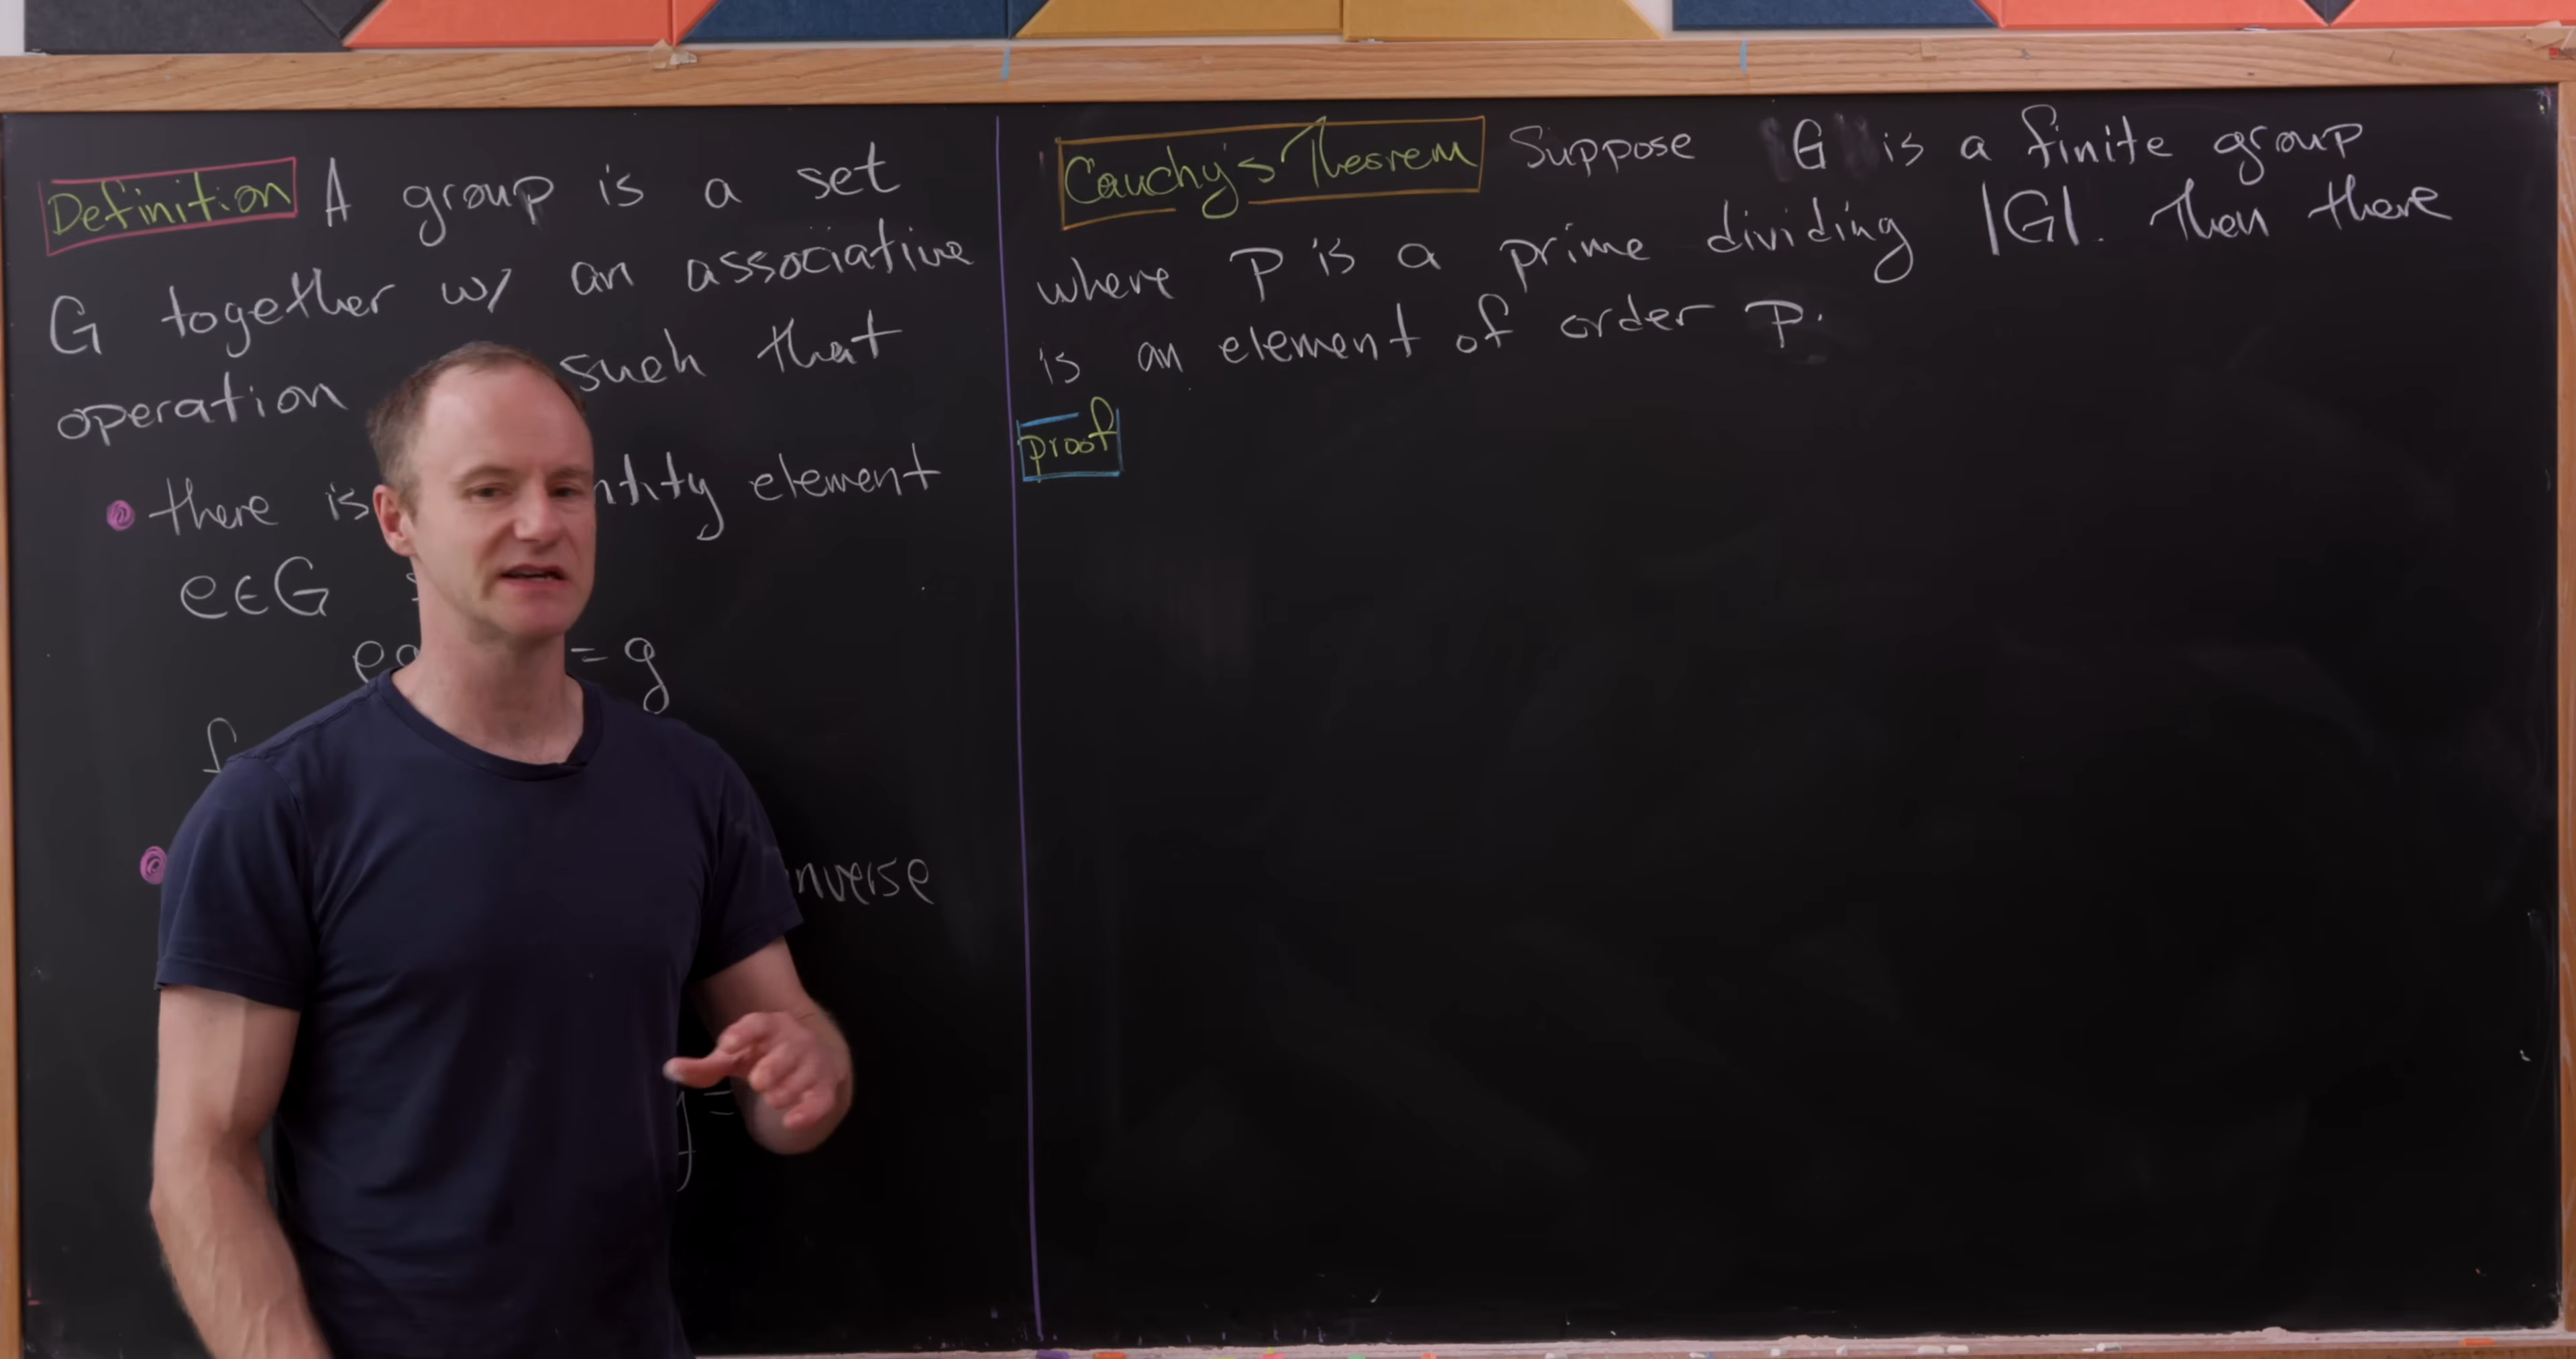 Definition A group is a set
G together w/ an associative
operation such that
there is ntity element
e∈G
eg = g
nverse
y =
Cauchy's Theorem Suppose G is a finite group
where P is a prime dividing |G|. Then there
is an element of order P.
proof